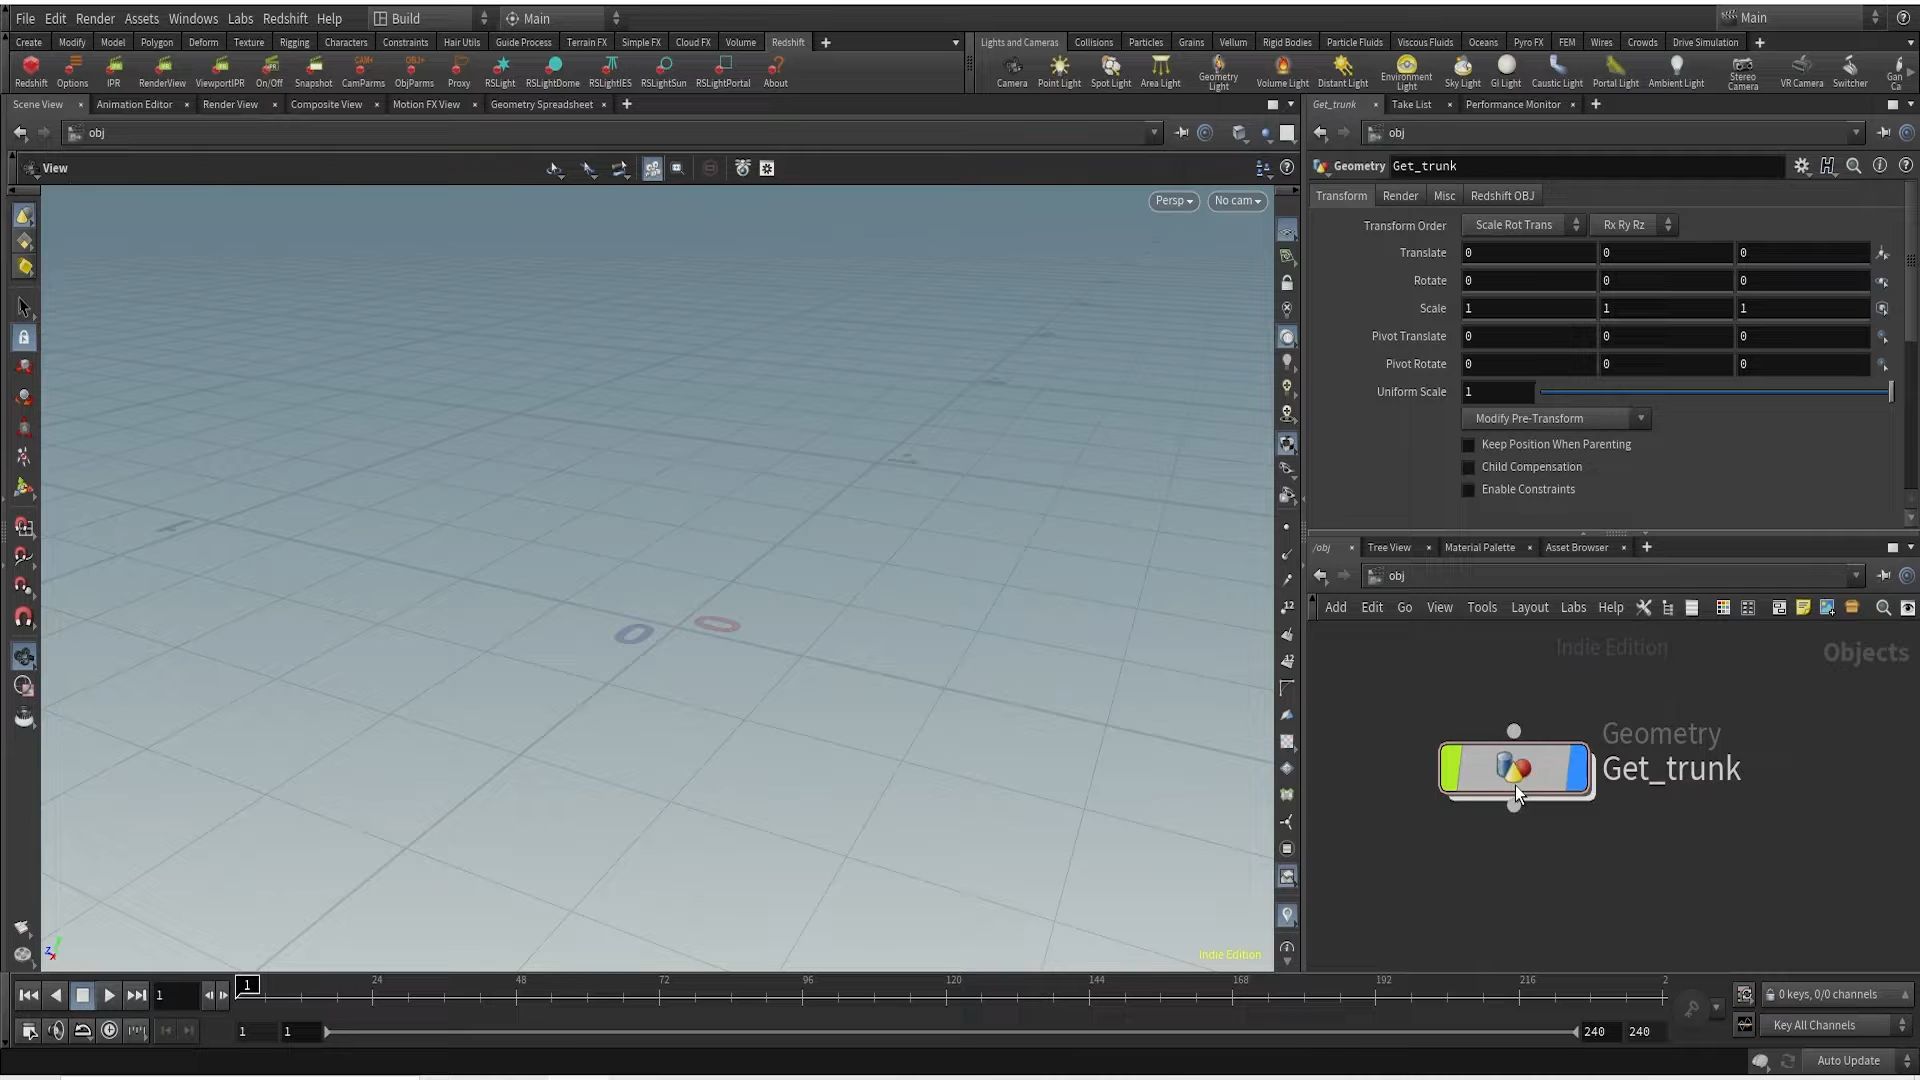 File Edit Render Assets Windows Labs Redshift Help Build Main Main
Create Modify Model Polygon Deform Texture Rigging Characters Constraints Hair Utils Guide Process Terrain FX Simple FX Cloud FX Volume Redshift
Lights and Cameras Collisions Particles Grains Vellum Rigid Bodies Particle Fluids Viscous Fluids Oceans Pyro FX FEM Wires Crowds Drive Simulation
Redshift Options IPR RenderView ViewportIPR On/Off Snapshot CamParms ObjParms Proxy RSLight RSLightDome RSLightIES RSLightSun RSLightPortal About
Camera Point Light Spot Light Area Light Geometry Light Volume Light Distant Light Environment Light Sky Light GI Light Caustic Light Portal Light Ambient Light Stereo Camera VR Camera Switcher Gan Ca
Scene View Animation Editor Render View Composite View Motion FX View Geometry Spreadsheet
Get_trunk Take List Performance Monitor
obj
obj
View
Persp No cam
Geometry Get_trunk
Transform Render Misc Redshift OBJ
Transform Order Scale Rot Trans Rx Ry Rz
Translate 0 0 0
Rotate 0 0 0
Scale 1 1 1
Pivot Translate 0 0 0
Pivot Rotate 0 0 0
Uniform Scale 1
Modify Pre-Transform
Keep Position When Parenting
Child Compensation
Enable Constraints
/obj Tree View Material Palette Asset Browser
obj
Add Edit Go View Tools Layout Labs Help
Indie Edition Objects
Geometry
Get_trunk
0 0
12
12
Indie Edition
1 1 24 48 72 96 120 144 168 192 216 2
0 keys, 0/0 channels
1 1 240 240
Key All Channels
Auto Update